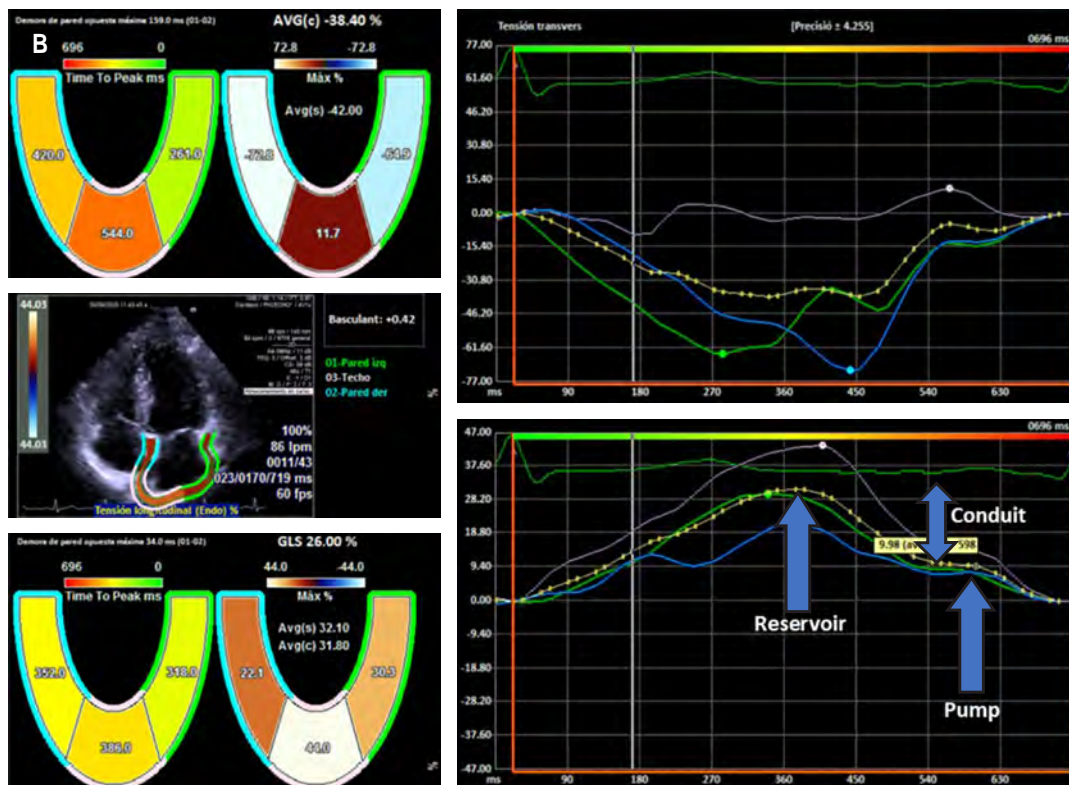 Demora de pared opuesta máxima 159.0 ms (01-02)
AVG(c) -38.40 %
B
696 0
Time To Peak ms
72.8 -72.8
Máx %
Avg(s) -42.00
420.0
261.0
544.0
-72.8
-64.9
11.7
44.03
44.03
Basculant: +0.42
01-Pared izq
03-Techo
02-Pared der
%
100%
86 fpm
0011/43
023/0170/719 ms
60 fps
Tensión longitudinal (Endo) %
Demora de pared opuesta máxima 34.0 ms (01-02)
GLS 26.00 %
696 0
Time To Peak ms
44.0 -44.0
Máx %
Avg(s) 32.10
Avg(c) 31.80
352.0
318.0
386.0
22.1
30.3
44.0
%
Tensión transvers
[Precisió ± 4.255]
0696 ms
77.00
61.60
46.20
30.80
15.40
0.00
-15.40
-30.80
-46.20
-61.60
-77.00
%
ms 90 180 270 360 450 540 630
0696 ms
47.00
37.60
28.20
18.80
9.40
0.00
-9.40
-18.80
-28.20
-37.60
-47.00
%
ms 90 180 270 360 450 540 630
Conduit
9.98 (av 598
Reservoir
Pump